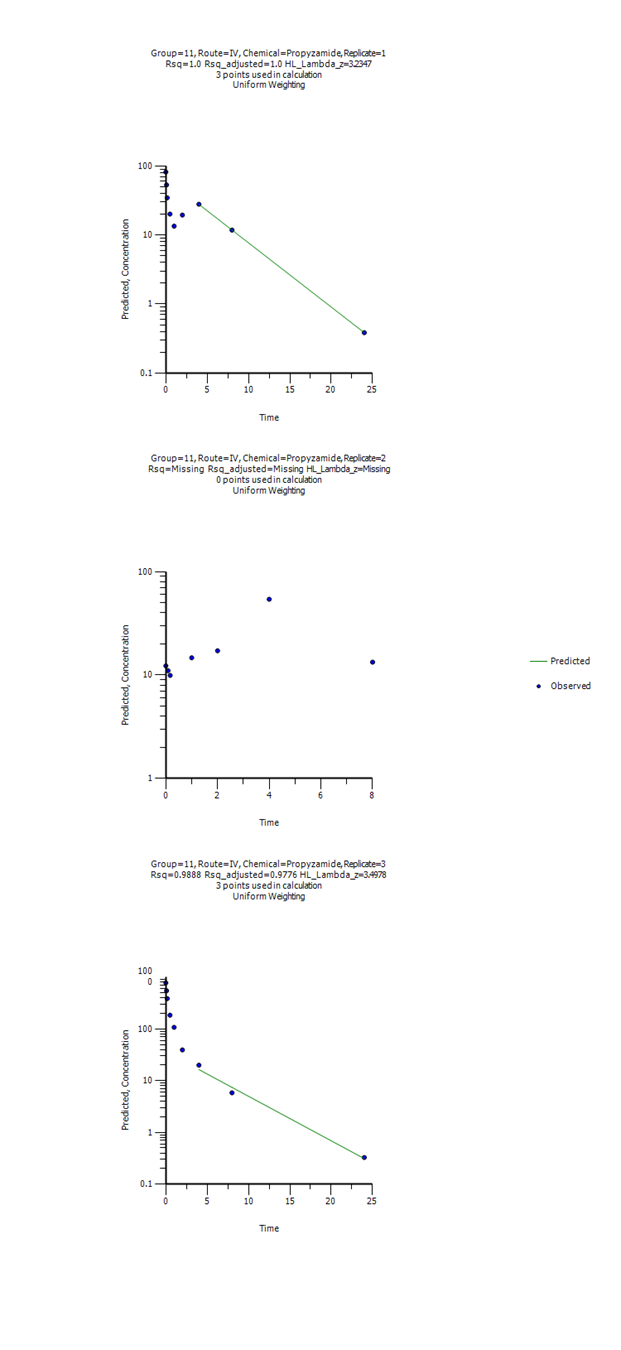 Group=11, Route=IV, Chemical=Propyzamide, Replicate=1
Rsq=1.0 Rsq_adjusted=1.0 HL_Lambda_z=3.2347
3 points used in calculation
Uniform Weighting
100
10
1
0.1
Predicted, Concentration
0 5 10 15 20 25
Time
Group=11, Route=IV, Chemical=Propyzamide, Replicate=2
Rsq=Missing Rsq_adjusted=Missing HL_Lambda_z=Missing
0 points used in calculation
Uniform Weighting
100
10
1
Predicted, Concentration
0 2 4 6 8
Time
Predicted
Observed
Group=11, Route=IV, Chemical=Propyzamide, Replicate=3
Rsq=0.9888 Rsq_adjusted=0.9776 HL_Lambda_z=3.4978
3 points used in calculation
Uniform Weighting
100
0
100
10
1
0.1
Predicted, Concentration
0 5 10 15 20 25
Time